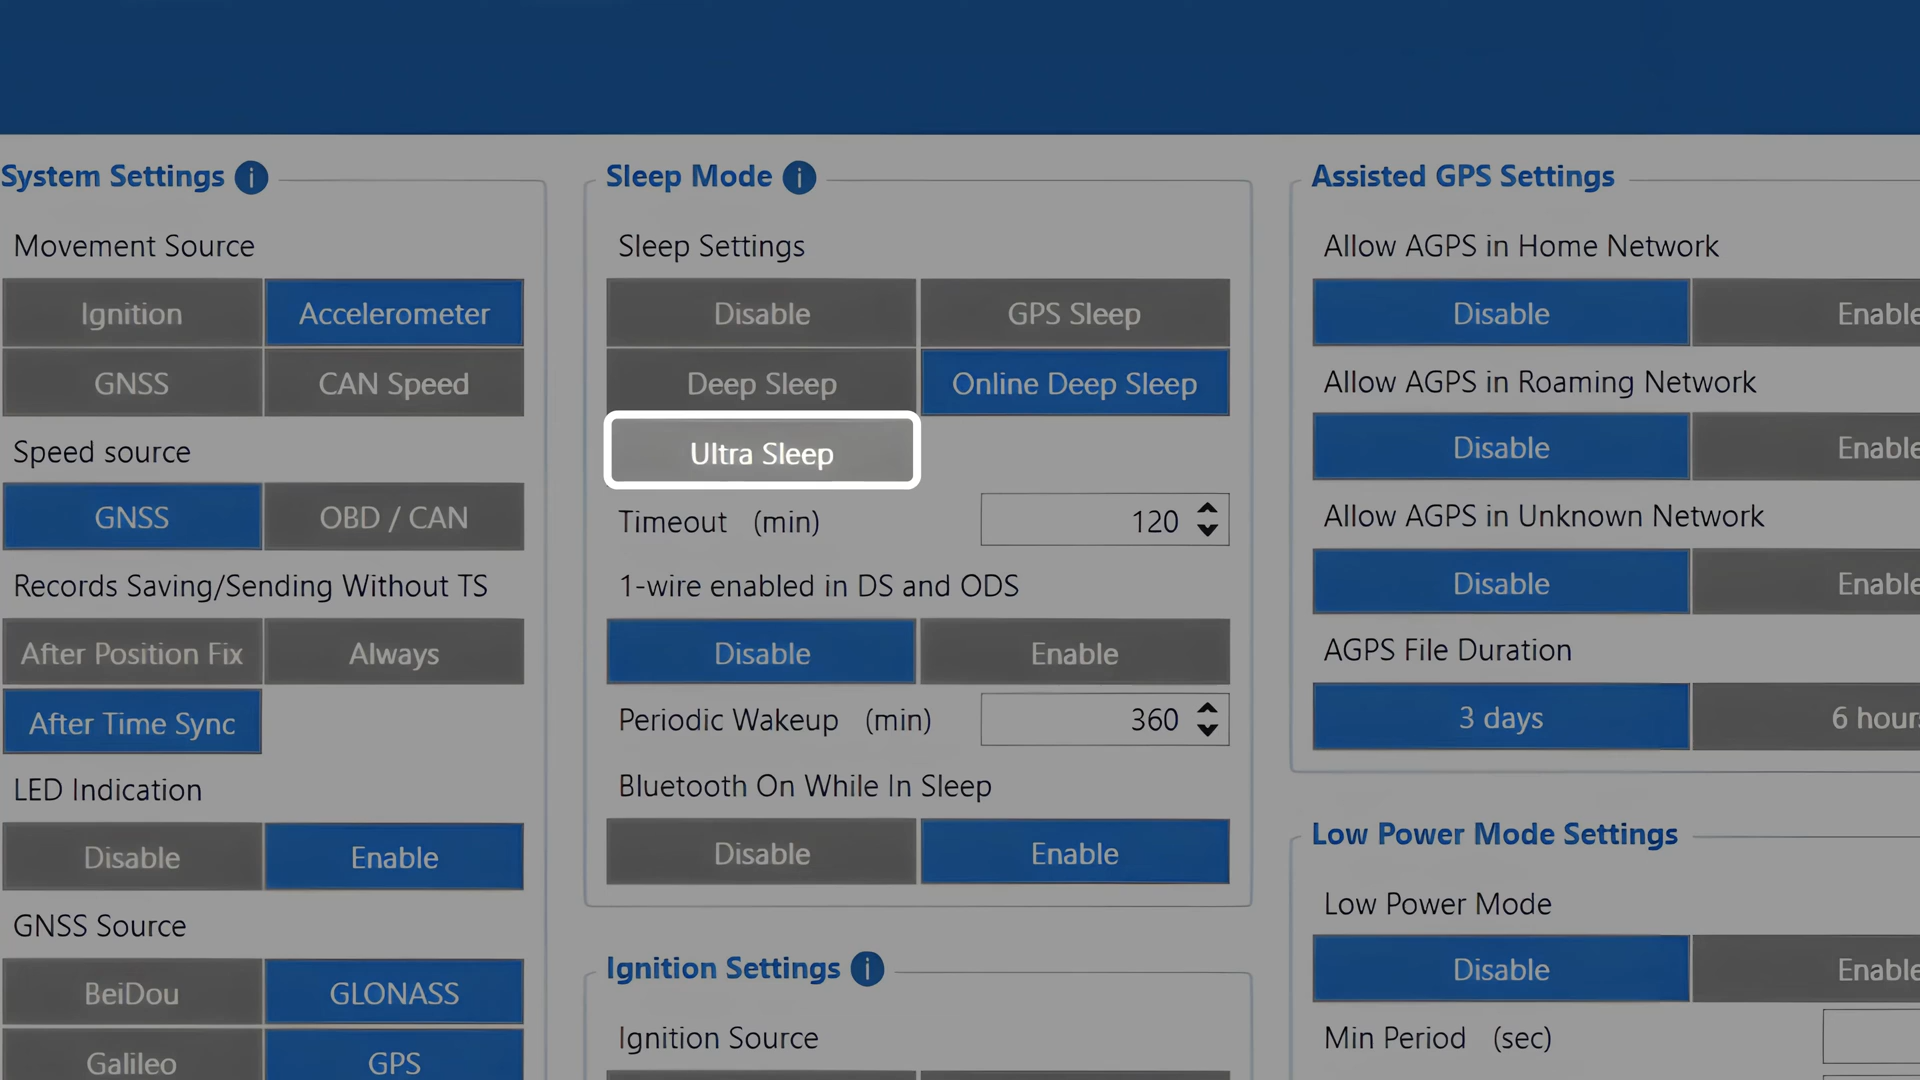 System Settings i
Movement Source
Ignition Accelerometer
GNSS CAN Speed
Speed source
GNSS OBD / CAN
Records Saving/Sending Without TS
After Position Fix Always
After Time Sync
LED Indication
Disable Enable
GNSS Source
BeiDou GLONASS
Galileo GPS
Sleep Mode i
Sleep Settings
Disable GPS Sleep
Deep Sleep Online Deep Sleep
Ultra Sleep
Timeout (min) 120
1-wire enabled in DS and ODS
Disable Enable
Periodic Wakeup (min) 360
Bluetooth On While In Sleep
Disable Enable
Ignition Settings i
Ignition Source
Assisted GPS Settings
Allow AGPS in Home Network
Disable Enable
Allow AGPS in Roaming Network
Disable Enable
Allow AGPS in Unknown Network
Disable Enable
AGPS File Duration
3 days 6 hour
Low Power Mode Settings
Low Power Mode
Disable Enable
Min Period (sec)